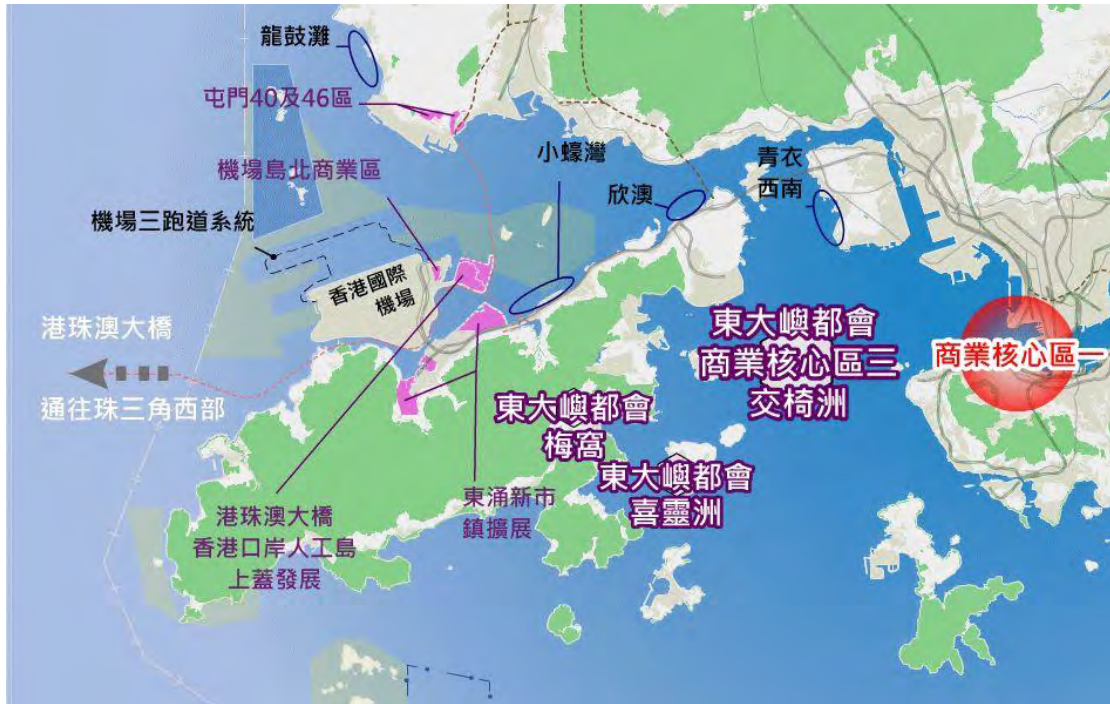 龍鼓灘
屯門40及46區
機場島北商業區
小蠔灣
欣澳
青衣
西南
機場三跑道系統
香港國際
機場
港珠澳大橋
通往珠三角西部
東大嶼都會
商業核心區三
交椅洲
商業核心區一
東大嶼都會
梅窩
東大嶼都會
喜靈洲
東涌新市
鎮擴展
港珠澳大橋
香港口岸人工島
上蓋發展